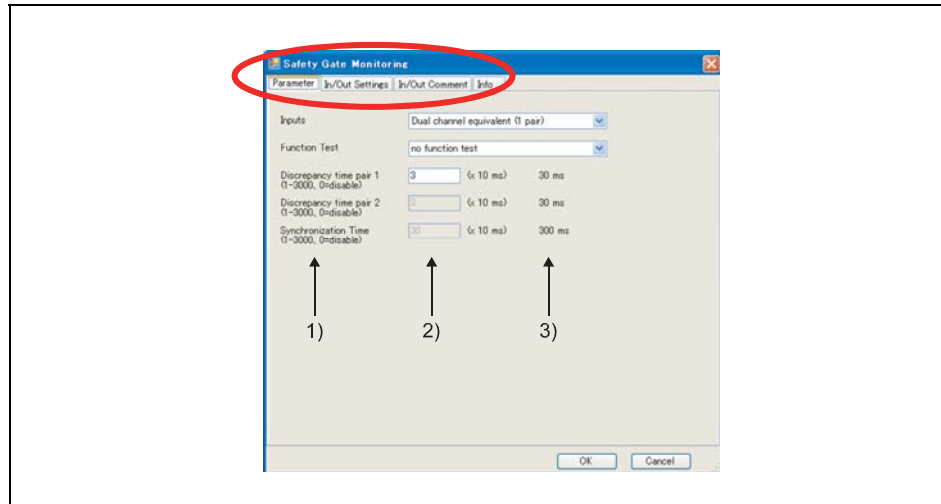 Safety Gate Monitoring
Parameter In/Out Settings In/Out Comment Info
Inputs Dual channel equivalent (1 pair)
Function Test no function test
Discrepancy time pair 1 3 (x 10 ms) 30 ms
(1-3000, 0=disable)
Discrepancy time pair 2 3 (x 10 ms) 30 ms
(1-3000, 0=disable)
Synchronization Time 30 (x 10 ms) 300 ms
(1-3000, 0=disable)
1) 2) 3)
OK Cancel